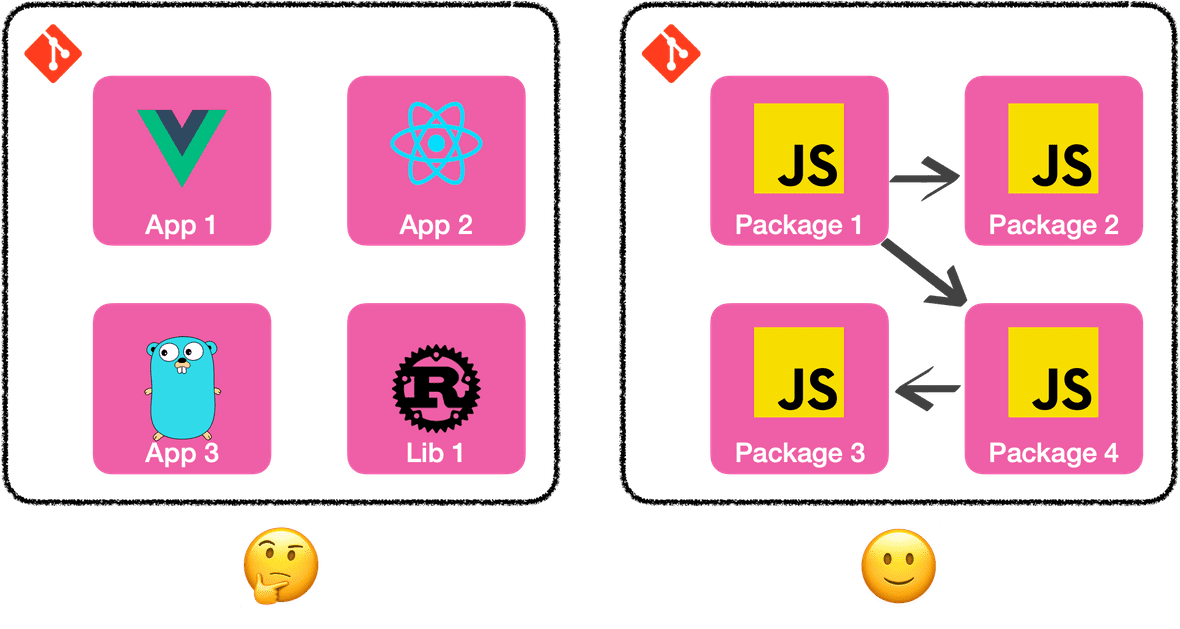 App 1
App 2
App 3
R
Lib 1
JS
Package 1
JS
Package 2
JS
Package 3
JS
Package 4